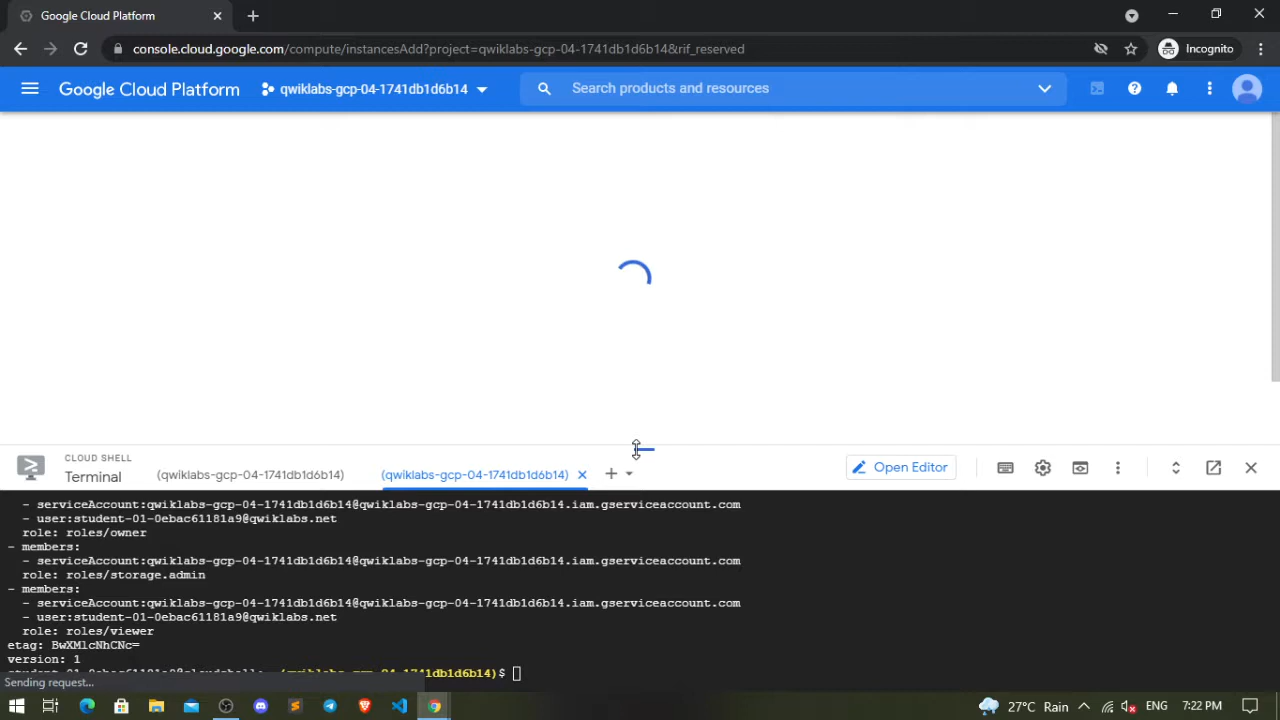 Google Cloud Platform
console.cloud.google.com/compute/instancesAdd?project=qwiklabs-gcp-04-1741db1d6b14&rif_reserved
Incognito
Google Cloud Platform
qwiklabs-gcp-04-1741db1d6b14
Search products and resources
CLOUD SHELL
Terminal
(qwiklabs-gcp-04-1741db1d6b14)
(qwiklabs-gcp-04-1741db1d6b14)
Open Editor
- serviceAccount:qwiklabs-gcp-04-1741db1d6b14@qwiklabs-gcp-04-1741db1d6b14.iam.gserviceaccount.com
- user:student-01-0ebac61181a9@qwiklabs.net
role: roles/owner
- members:
- serviceAccount:qwiklabs-gcp-04-1741db1d6b14@qwiklabs-gcp-04-1741db1d6b14.iam.gserviceaccount.com
role: roles/storage.admin
- members:
- serviceAccount:qwiklabs-gcp-04-1741db1d6b14@qwiklabs-gcp-04-1741db1d6b14.iam.gserviceaccount.com
- user:student-01-0ebac61181a9@qwiklabs.net
role: roles/viewer
etag: BwXMlcNhCNc=
version: 1
(qwiklabs-gcp-04-1741db1d6b14)$
Sending request...
27°C Rain
ENG
7:22 PM